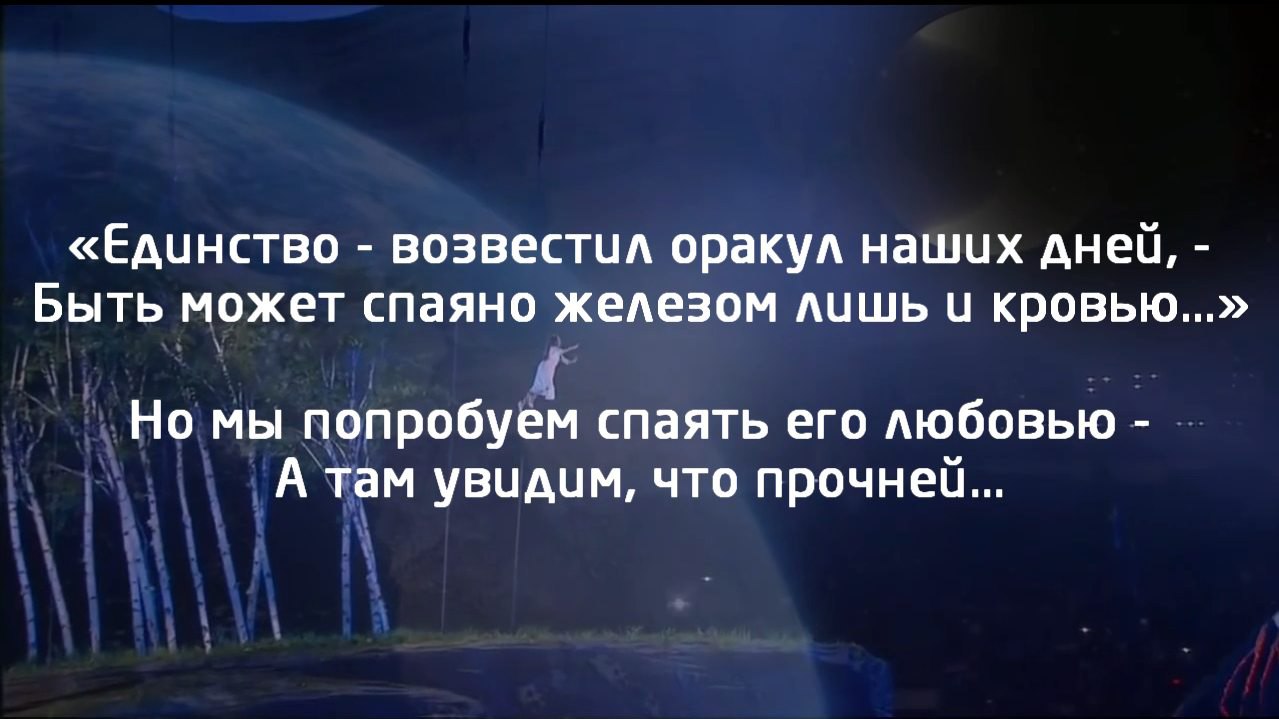 «Единство - возвестил оракул наших дней, -
Быть может спаяно железом лишь и кровью...»
Но мы попробуем спаять его любовью -
А там увидим, что прочней...